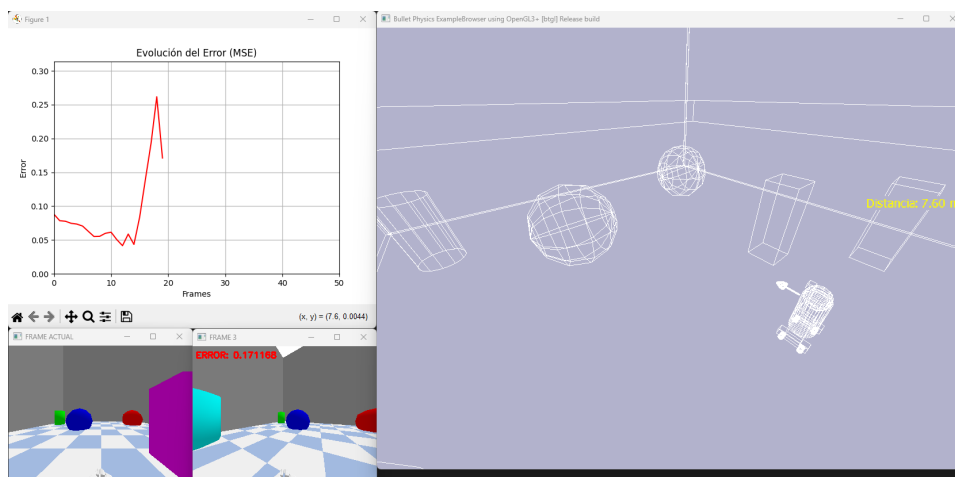 Figure 1
Evolución del Error (MSE)
0.30
0.25
0.20
0.15
0.10
0.05
0.00
0 10 20 30 40 50
Error
Frames
(x, y) = (7.6, 0.0044)
FRAME ACTUAL
FRAME 3
ERROR: 0.171168
Bullet Physics ExampleBrowser using OpenGL3+ [btgl] Release build
Distancia: 7.60 m